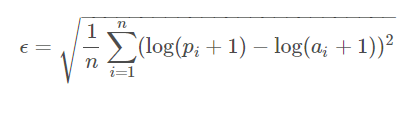 ϵ = √(1/n ∑_{i=1}^{n} (log(p_i + 1) − log(a_i + 1))²)